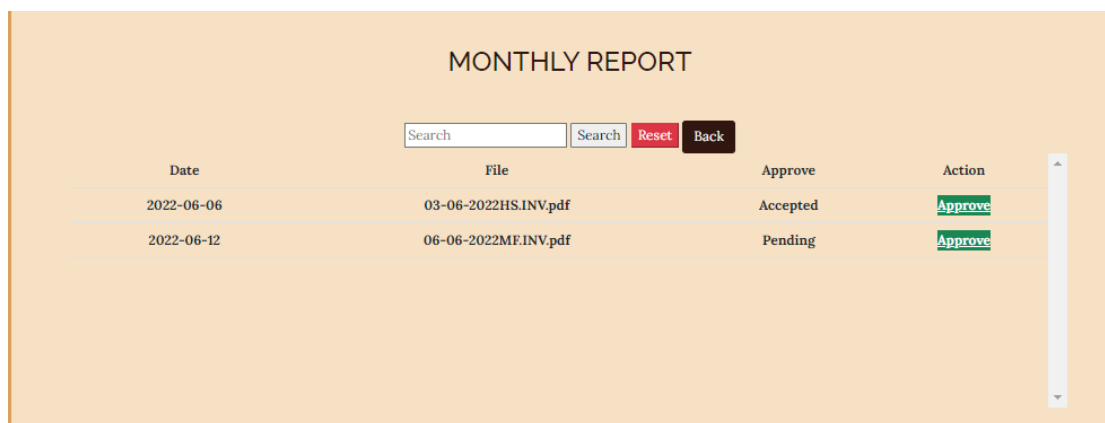 MONTHLY REPORT
Search Search Reset Back
Date File Approve Action
2022-06-06 03-06-2022HS.INV.pdf Accepted Approve
2022-06-12 06-06-2022MF.INV.pdf Pending Approve